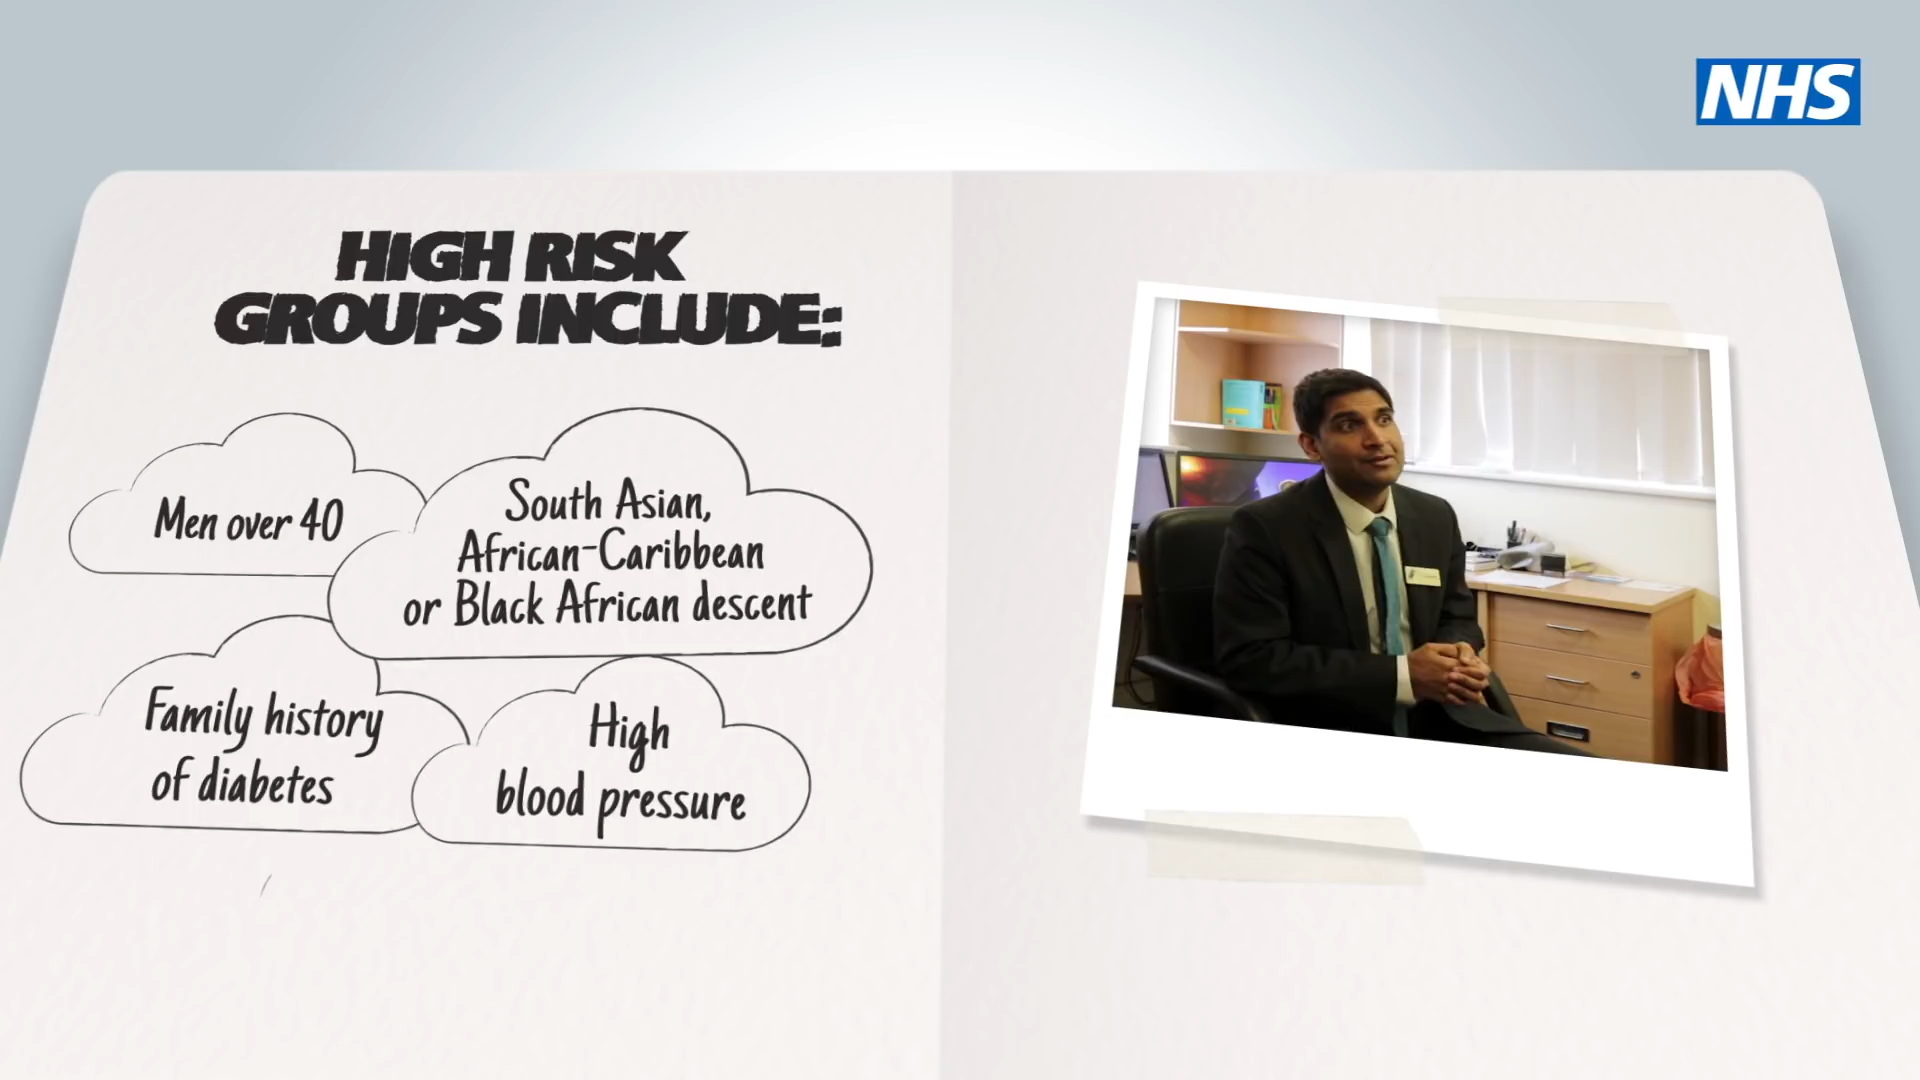 NHS
HIGH RISK
GROUPS INCLUDE:
Men over 40
South Asian,
African-Caribbean
or Black African descent
Family history
of diabetes
High
blood pressure